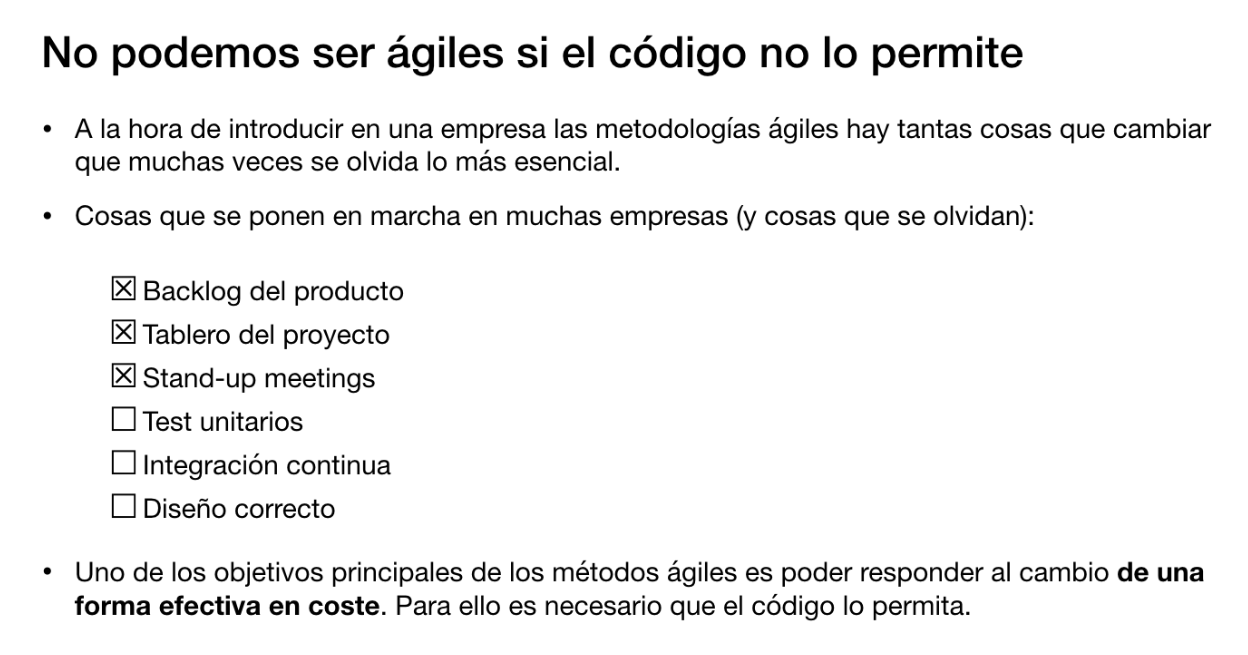 No podemos ser ágiles si el código no lo permite
• A la hora de introducir en una empresa las metodologías ágiles hay tantas cosas que cambiar
que muchas veces se olvida lo más esencial.
• Cosas que se ponen en marcha en muchas empresas (y cosas que se olvidan):
☒ Backlog del producto
☒ Tablero del proyecto
☒ Stand-up meetings
☐ Test unitarios
☐ Integración continua
☐ Diseño correcto
• Uno de los objetivos principales de los métodos ágiles es poder responder al cambio de una
forma efectiva en coste. Para ello es necesario que el código lo permita.